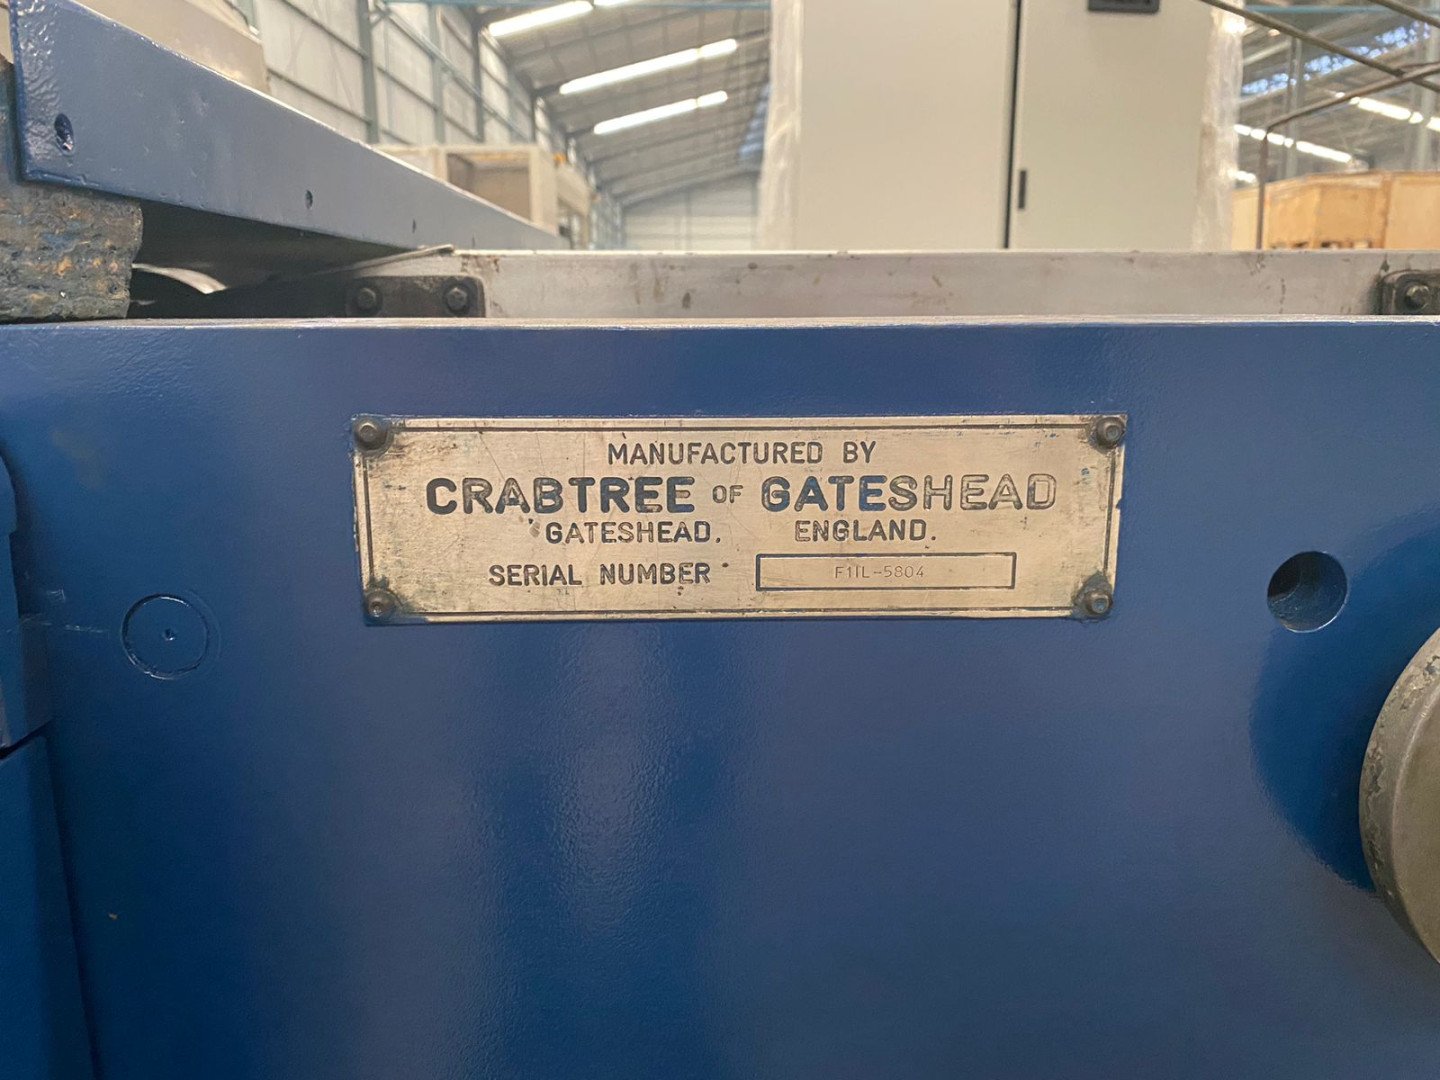 MANUFACTURED BY
CRABTREE OF GATESHEAD
GATESHEAD. ENGLAND.
SERIAL NUMBER F11L-5804